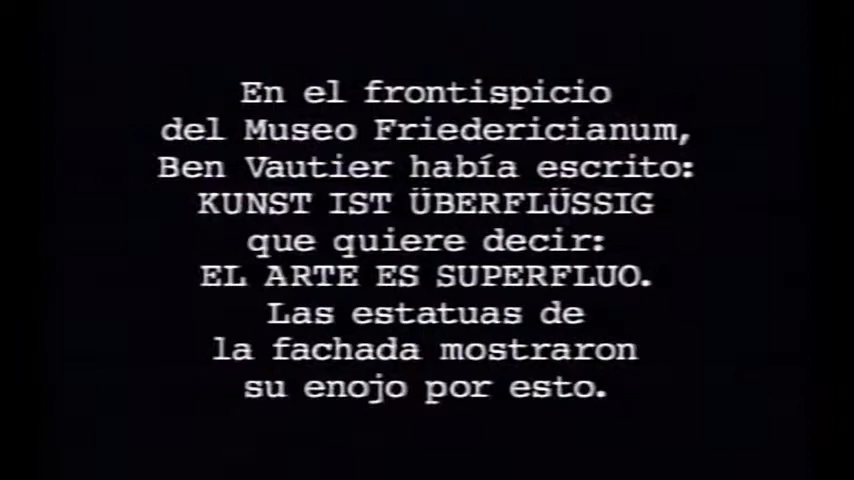 En el frontispicio
del Museo Friedericianum,
Ben Vautier había escrito:
KUNST IST ÜBERFLÜSSIG
que quiere decir:
EL ARTE ES SUPERFLUO.
Las estatuas de
la fachada mostraron
su enojo por esto.